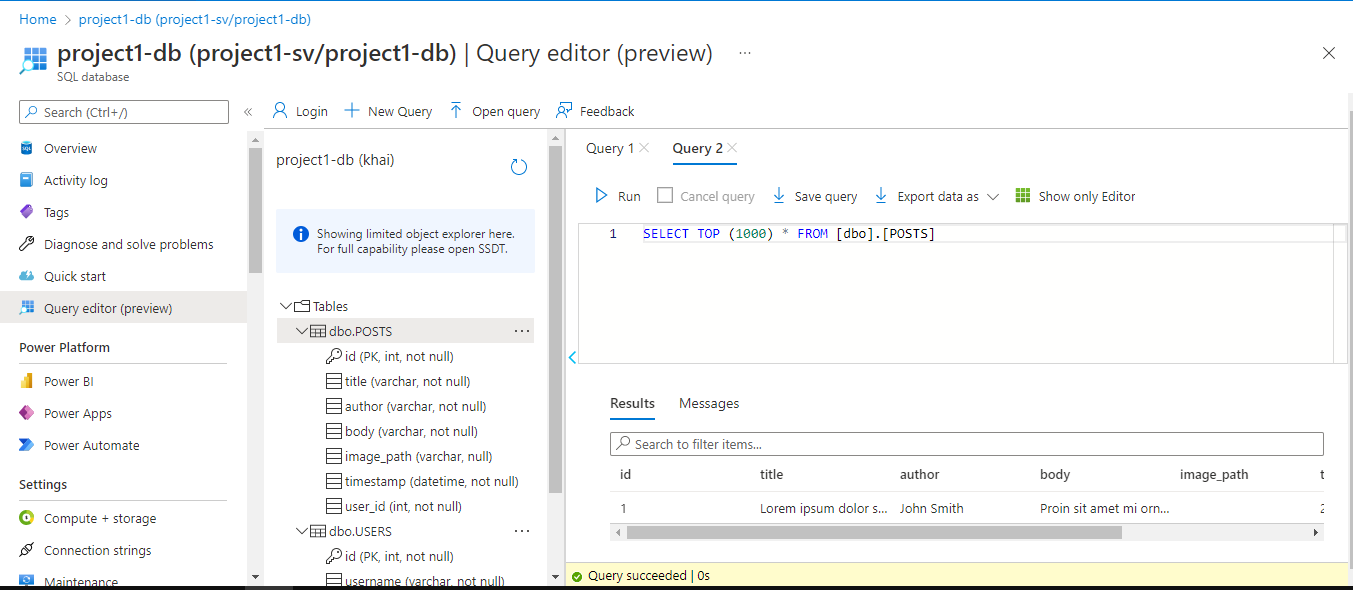 Home > project1-db (project1-sv/project1-db)
project1-db (project1-sv/project1-db) | Query editor (preview) ...
SQL database
Search (Ctrl+/)
«
Overview
Activity log
Tags
Diagnose and solve problems
Quick start
Query editor (preview)
Power Platform
Power BI
Power Apps
Power Automate
Settings
Compute + storage
Connection strings
Maintenance
Login
New Query
Open query
Feedback
project1-db (khai)
Showing limited object explorer here.
For full capability please open SSDT.
Tables
dbo.POSTS ...
id (PK, int, not null)
title (varchar, not null)
author (varchar, not null)
body (varchar, not null)
image_path (varchar, null)
timestamp (datetime, not null)
user_id (int, not null)
dbo.USERS ...
id (PK, int, not null)
username (varchar, not null)
Query 1 Query 2
Run Cancel query Save query Export data as Show only Editor
1 SELECT TOP (1000) * FROM [dbo].[POSTS]
Results Messages
Search to filter items...
id title author body image_path t
1 Lorem ipsum dolor s... John Smith Proin sit amet mi orn...
Query succeeded | 0s